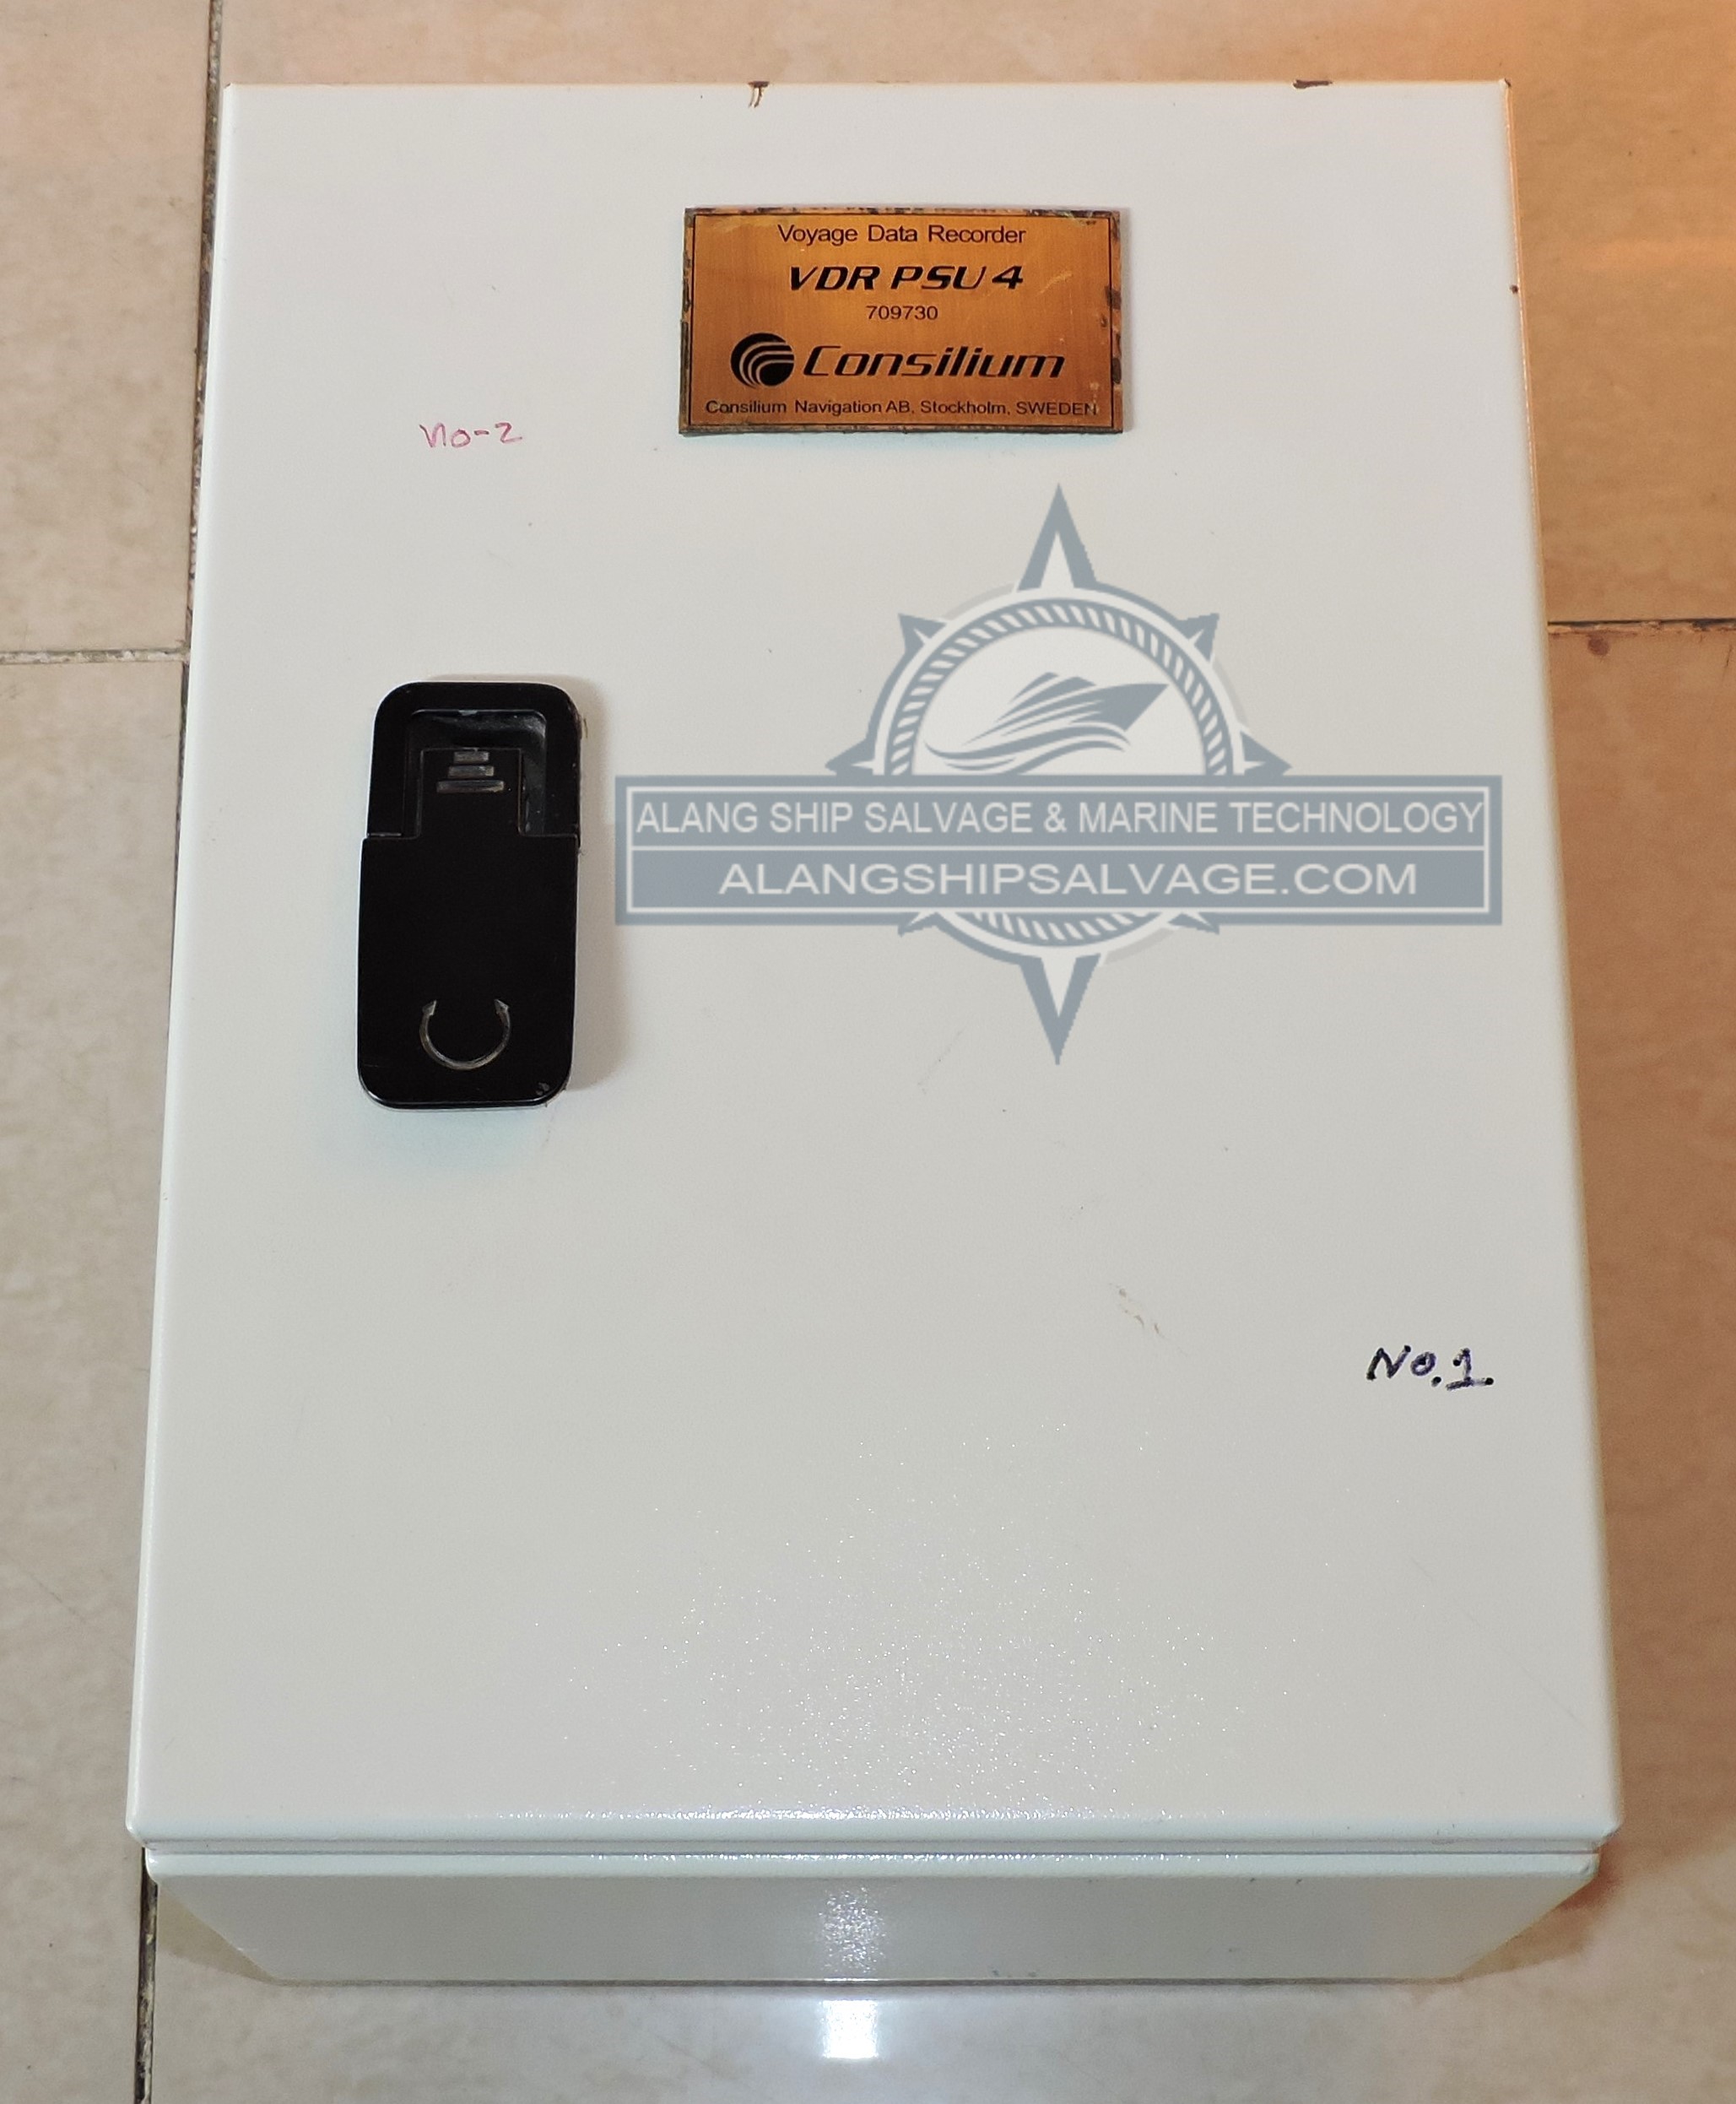 Voyage Data Recorder
VDR PSU 4
709730
Consilium
Consilium Navigation AB, Stockholm, SWEDEN
no-2
ALANG SHIP SALVAGE & MARINE TECHNOLOGY
ALANGSHIPSALVAGE.COM
No.1